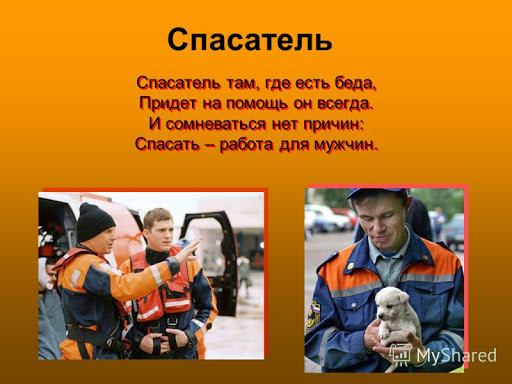 Спасатель
Спасатель там, где есть беда,
Придет на помощь он всегда.
И сомневаться нет причин:
Спасать – работа для мужчин.
MyShared